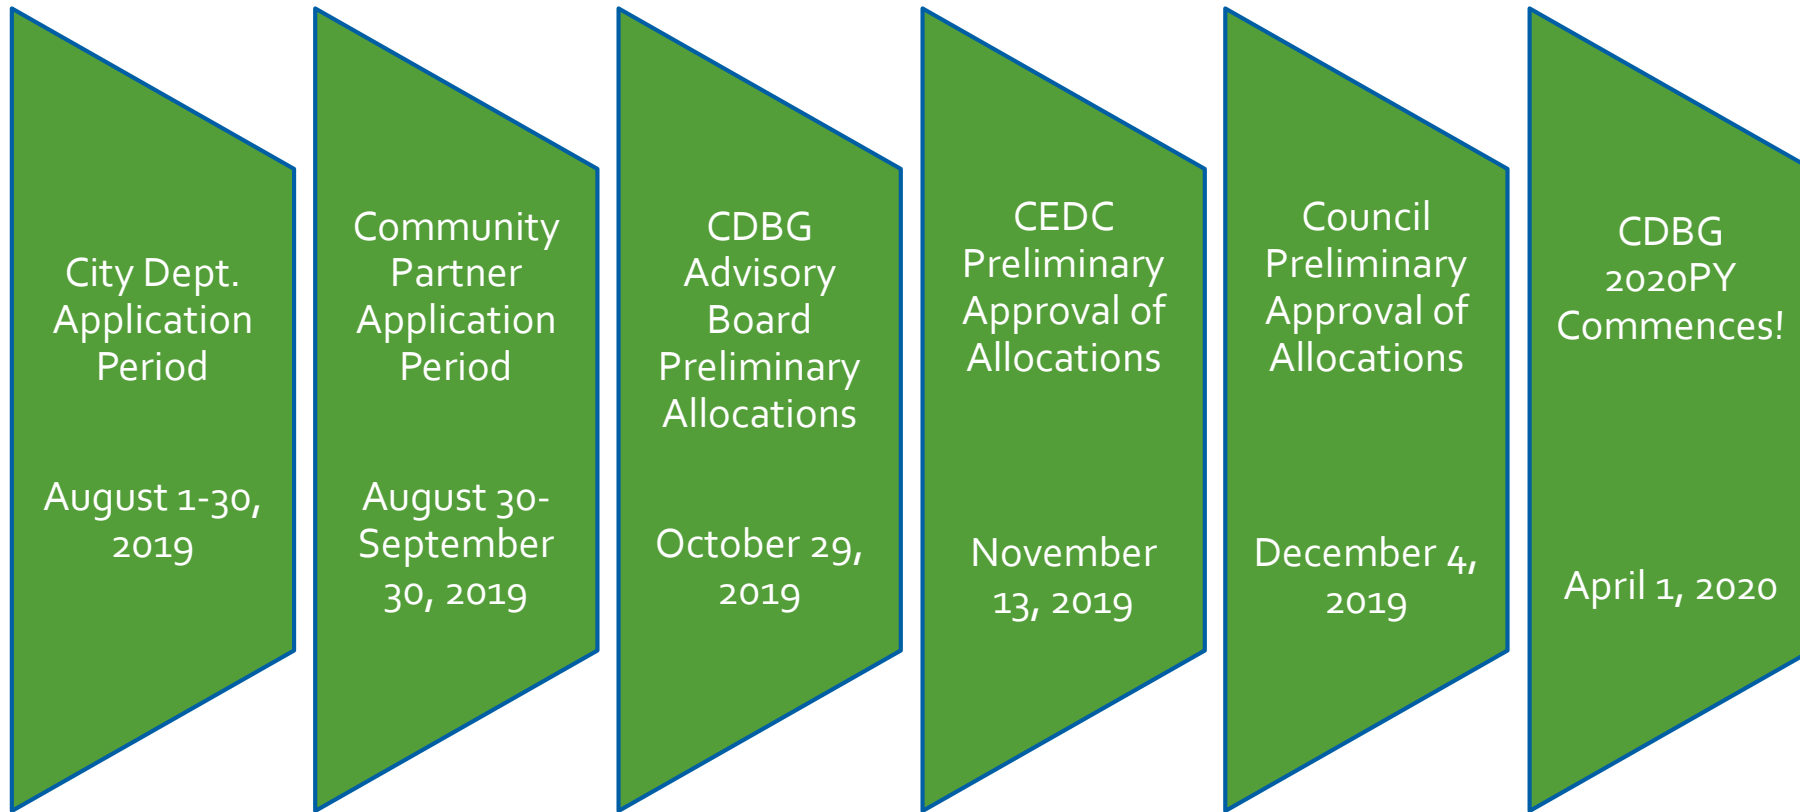 City Dept.
Application
Period
August 1-30,
2019
Community
Partner
Application
Period
August 30-
September
30, 2019
CDBG
Advisory
Board
Preliminary
Allocations
October 29,
2019
CEDC
Preliminary
Approval of
Allocations
November
13, 2019
Council
Preliminary
Approval of
Allocations
December 4,
2019
CDBG
2020PY
Commences!
April 1, 2020